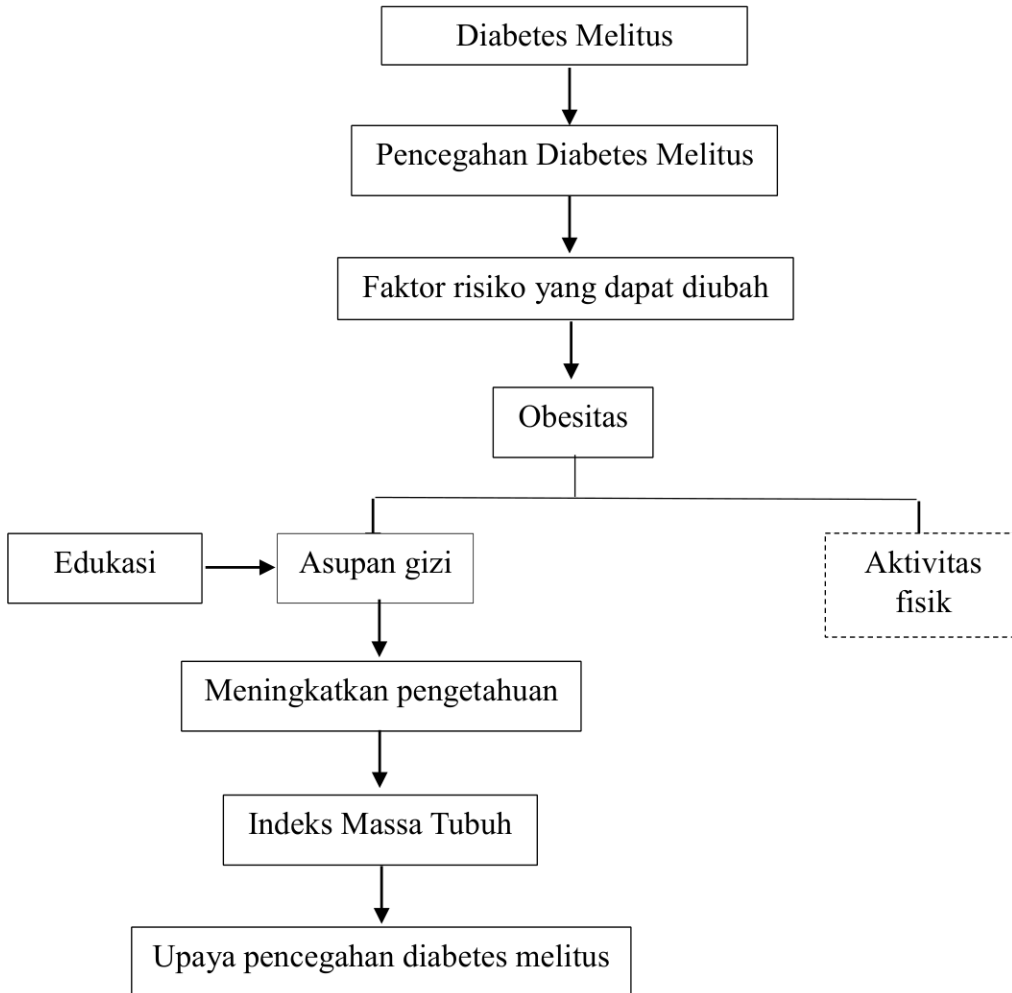 Diabetes Melitus
Pencegahan Diabetes Melitus
Faktor risiko yang dapat diubah
Obesitas
Edukasi
Asupan gizi
Aktivitas
fisik
Meningkatkan pengetahuan
Indeks Massa Tubuh
Upaya pencegahan diabetes melitus